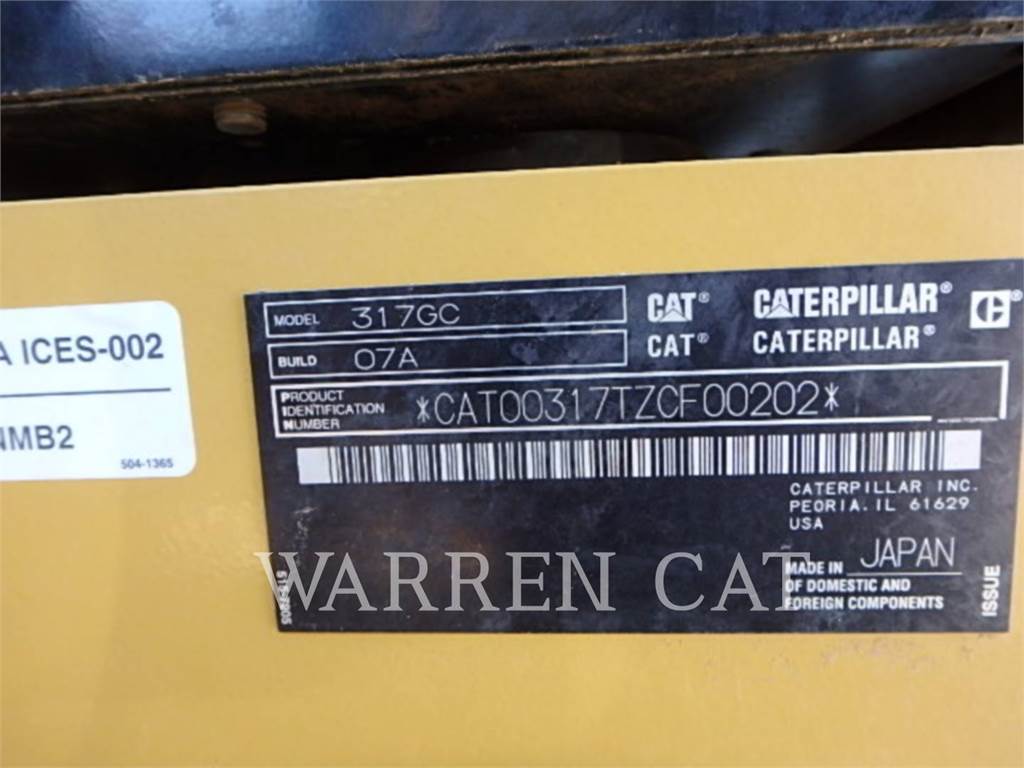 A ICES-002
NMB2
504-1365
MODEL 317GC
BUILD 07A
PRODUCT
IDENTIFICATION
NUMBER
*CAT00317TZCF00202*
CAT® CATERPILLAR® C®
CAT® CATERPILLAR®
CATERPILLAR INC.
PEORIA, IL 61629
USA
MADE IN JAPAN
OF DOMESTIC AND
FOREIGN COMPONENTS
ISSUE
WARREN CAT